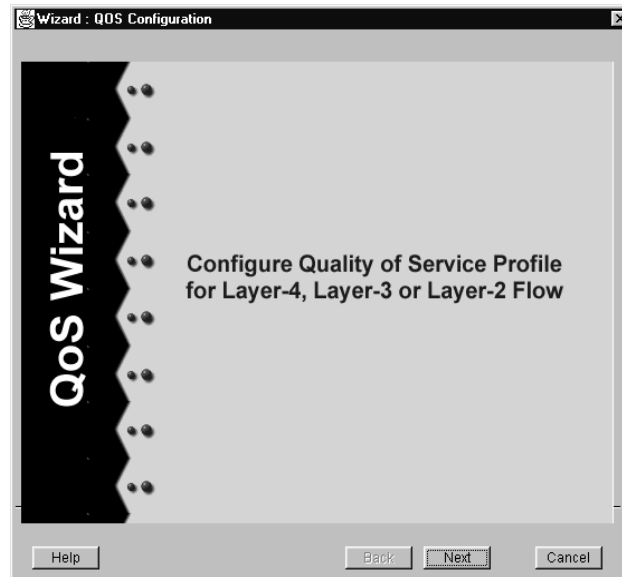 Wizard : QOS Configuration
QoS Wizard
Configure Quality of Service Profile
for Layer-4, Layer-3 or Layer-2 Flow
Help
Back
Next
Cancel